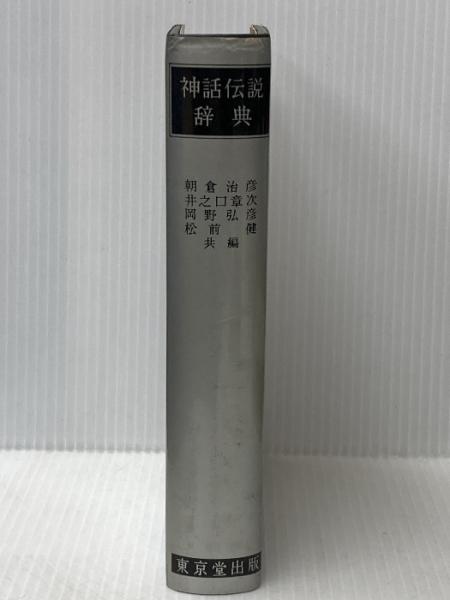 神話伝説
辞典
朝倉治彦
井之口章次
岡野弘彦
松前健
共編
東京堂出版